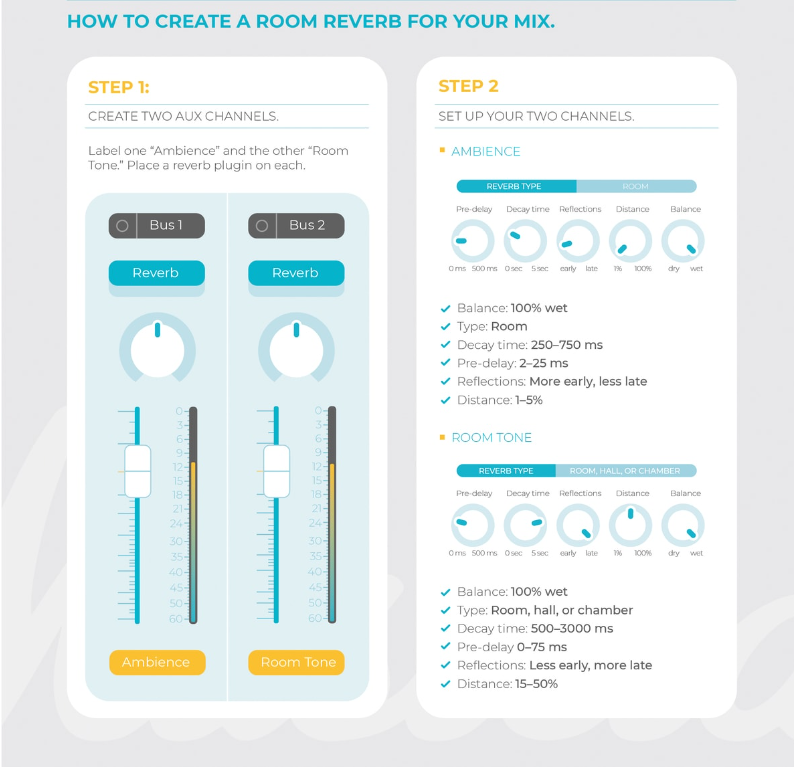 HOW TO CREATE A ROOM REVERB FOR YOUR MIX.
STEP 1:
CREATE TWO AUX CHANNELS.
Label one “Ambience” and the other “Room
Tone.” Place a reverb plugin on each.
Bus 1
Bus 2
Reverb
Reverb
0
3
6
9
12
15
18
21
24
30
35
40
45
50
60
0
3
6
9
12
15
18
21
24
30
35
40
45
50
60
Ambience
Room Tone
STEP 2
SET UP YOUR TWO CHANNELS.
AMBIENCE
REVERB TYPE ROOM
Pre-delay Decay time Reflections Distance Balance
0 ms 500 ms 0 sec 5 sec early late 1% 100% dry wet
Balance: 100% wet
Type: Room
Decay time: 250–750 ms
Pre-delay: 2–25 ms
Reflections: More early, less late
Distance: 1–5%
ROOM TONE
REVERB TYPE ROOM, HALL, OR CHAMBER
Pre-delay Decay time Reflections Distance Balance
0 ms 500 ms 0 sec 5 sec early late 1% 100% dry wet
Balance: 100% wet
Type: Room, hall, or chamber
Decay time: 500–3000 ms
Pre-delay 0–75 ms
Reflections: Less early, more late
Distance: 15–50%